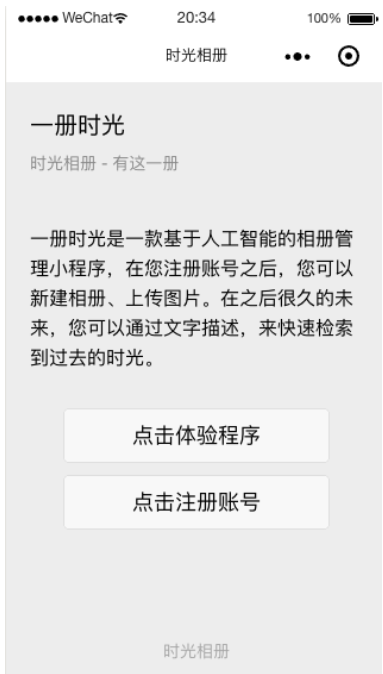 ●●●●● WeChat 20:34 100%
时光相册
一册时光
时光相册 - 有这一册
一册时光是一款基于人工智能的相册管
理小程序，在您注册账号之后，您可以
新建相册、上传图片。在之后很久的未
来，您可以通过文字描述，来快速检索
到过去的时光。
点击体验程序
点击注册账号
时光相册